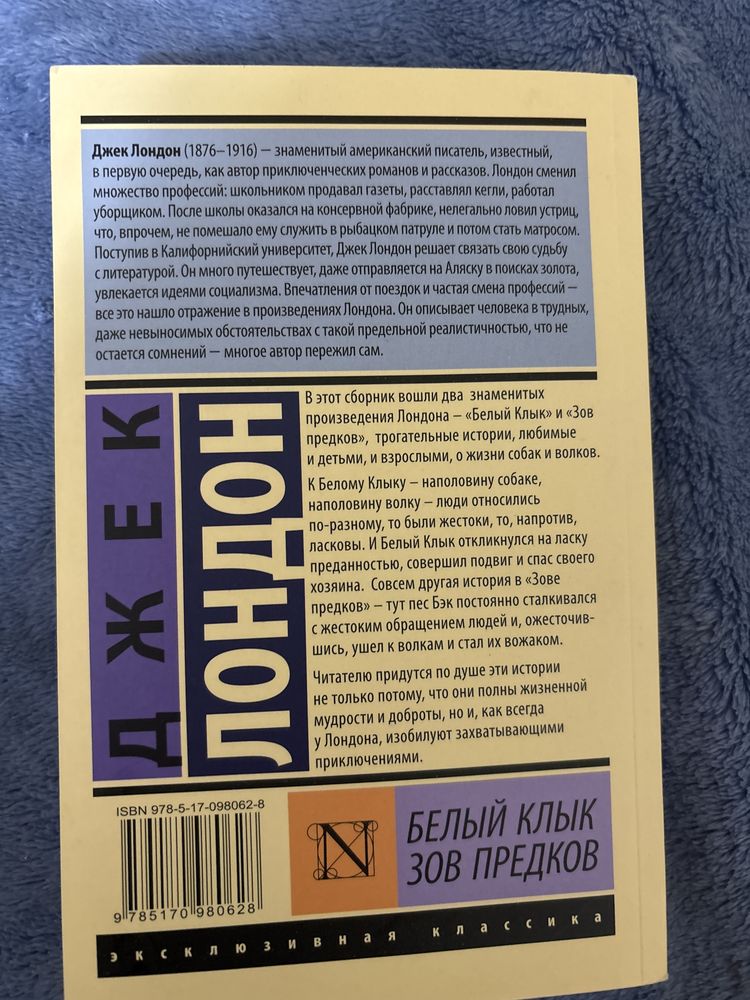 Джек Лондон (1876–1916) — знаменитый американский писатель, известный,
в первую очередь, как автор приключенческих романов и рассказов. Лондон сменил
множество профессий: школьником продавал газеты, расставлял кегли, работал
уборщиком. После школы оказался на консервной фабрике, нелегально ловил устриц,
что, впрочем, не помешало ему служить в рыбацком патруле и потом стать матросом.
Поступив в Калифорнийский университет, Джек Лондон решает связать свою судьбу
с литературой. Он много путешествует, даже отправляется на Аляску в поисках золота,
увлекается идеями социализма. Впечатления от поездок и частая смена профессий —
все это нашло отражение в произведениях Лондона. Он описывает человека в трудных,
даже невыносимых обстоятельствах с такой предельной реалистичностью, что не
остается сомнений — многое автор пережил сам.
ДЖЕК
ЛОНДОН
В этот сборник вошли два знаменитых
произведения Лондона – «Белый Клык» и «Зов
предков», трогательные истории, любимые
и детьми, и взрослыми, о жизни собак и волков.
К Белому Клыку – наполовину собаке,
наполовину волку – люди относились
по-разному, то были жестоки, то, напротив,
ласковы. И Белый Клык откликнулся на ласку
преданностью, совершил подвиг и спас своего
хозяина. Совсем другая история в «Зове
предков» – тут пес Бэк постоянно сталкивался
с жестоким обращением людей и, ожесточив-
шись, ушел к волкам и стал их вожаком.
Читателю придутся по душе эти истории
не только потому, что они полны жизненной
мудрости и доброты, но и, как всегда
у Лондона, изобилуют захватывающими
приключениями.
ISBN 978-5-17-098062-8
9 785170 980628
N
БЕЛЫЙ КЛЫК
ЗОВ ПРЕДКОВ
эксклюзивная классика